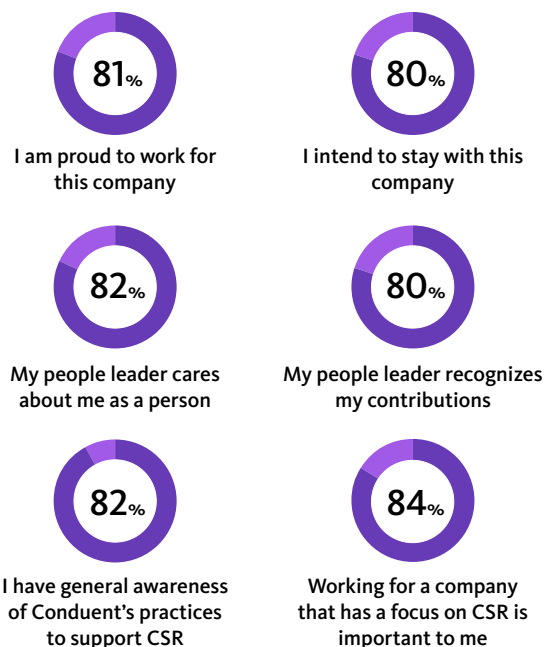 81%
I am proud to work for
this company
80%
I intend to stay with this
company
82%
My people leader cares
about me as a person
80%
My people leader recognizes
my contributions
82%
I have general awareness
of Conduent's practices
to support CSR
84%
Working for a company
that has a focus on CSR is
important to me